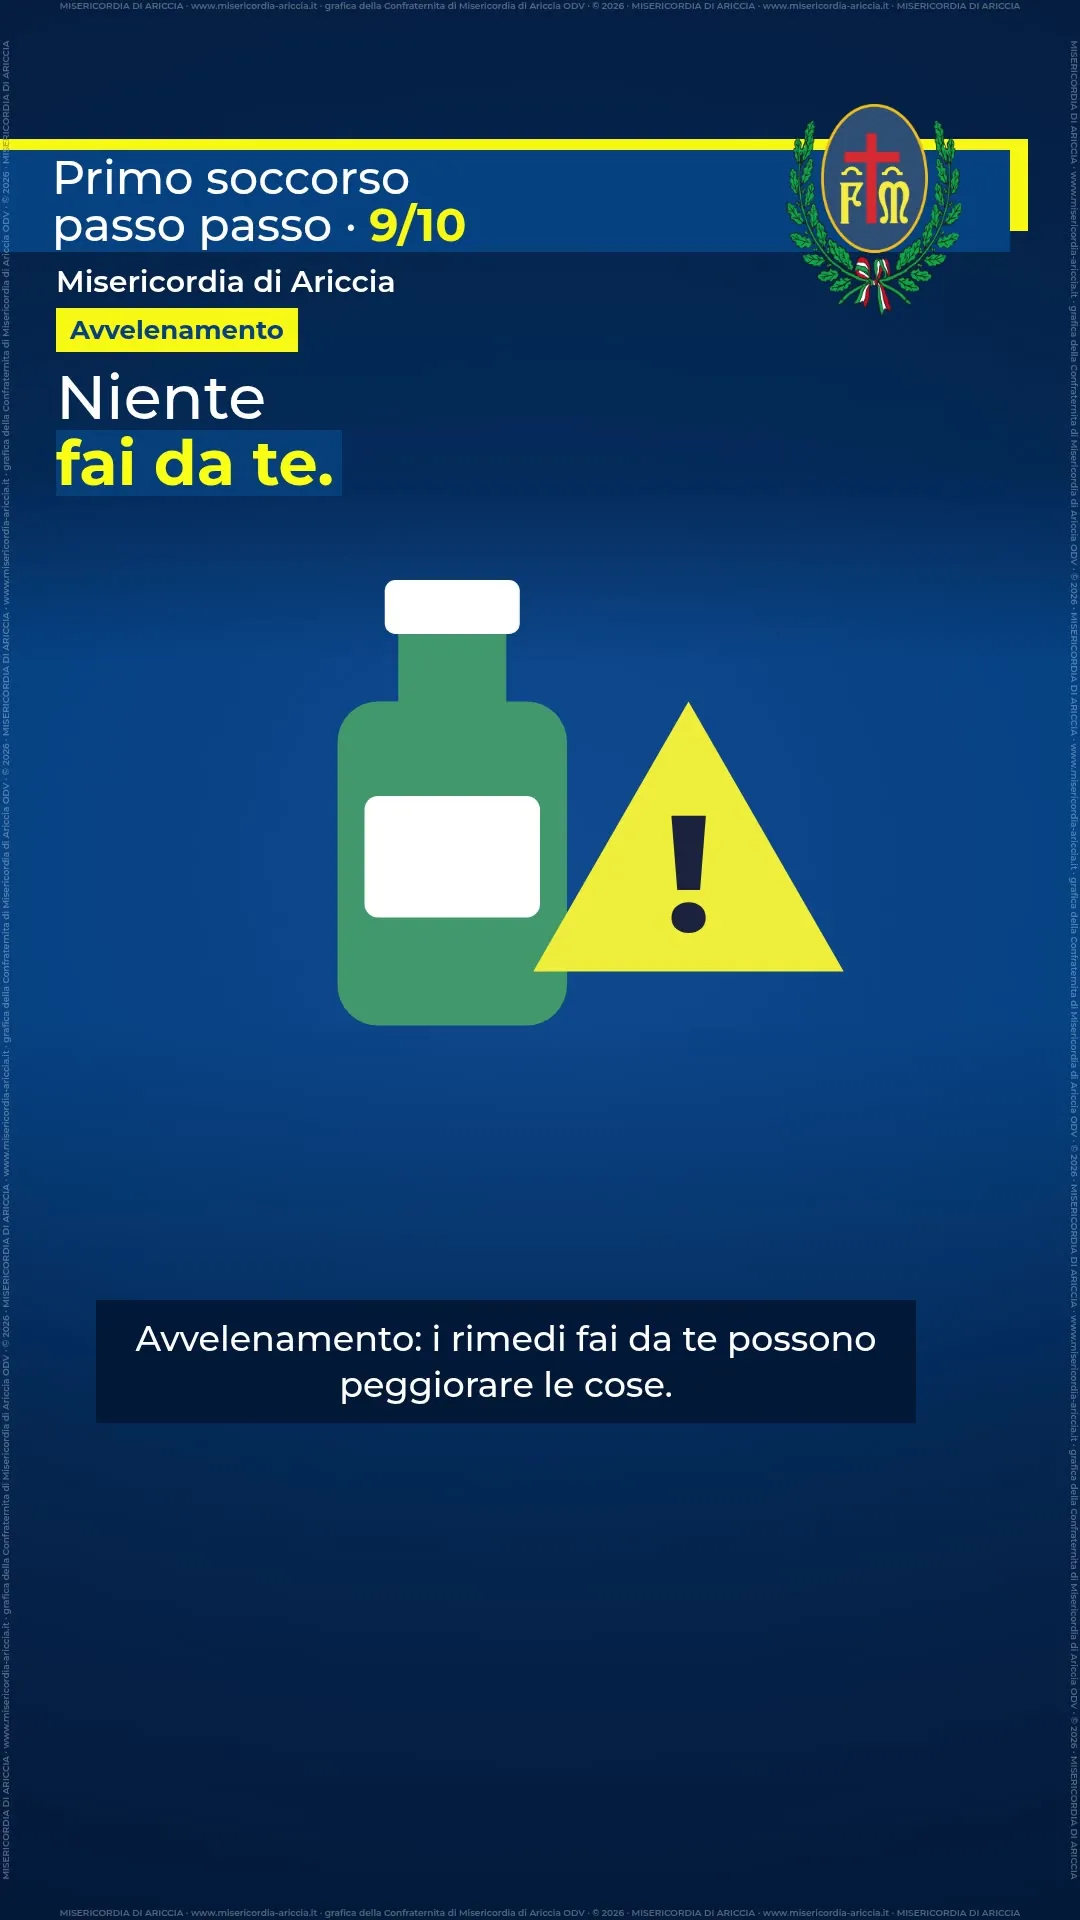 MISERICORDIA DI ARICCIA · www.misericordia-ariccia.it · grafica della Confraternita di Misericordia di Ariccia ODV · © 2026 · MISERICORDIA DI ARICCIA · www.misericordia-ariccia.it · MISERICORDIA DI ARICCIA
Primo soccorso
passo passo · 9/10
F M
Misericordia di Ariccia
Avvelenamento
Niente
fai da te.
!
Avvelenamento: i rimedi fai da te possono
peggiorare le cose.
MISERICORDIA DI ARICCIA · www.misericordia-ariccia.it · grafica della Confraternita di Misericordia di Ariccia ODV · © 2026 · MISERICORDIA DI ARICCIA · www.misericordia-ariccia.it · MISERICORDIA DI ARICCIA